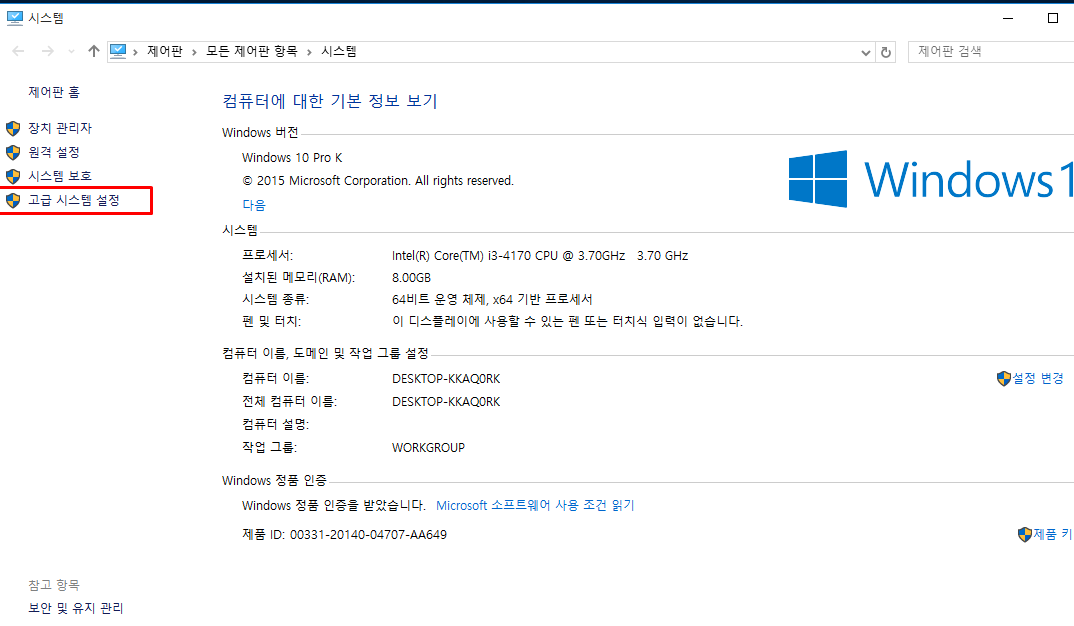 시스템
제어판 › 모든 제어판 항목 › 시스템
제어판 검색
제어판 홈
장치 관리자
원격 설정
시스템 보호
고급 시스템 설정
컴퓨터에 대한 기본 정보 보기
Windows 버전
Windows 10 Pro K
© 2015 Microsoft Corporation. All rights reserved.
다음
Windows 1
시스템
프로세서: Intel(R) Core(TM) i3-4170 CPU @ 3.70GHz 3.70 GHz
설치된 메모리(RAM): 8.00GB
시스템 종류: 64비트 운영 체제, x64 기반 프로세서
펜 및 터치: 이 디스플레이에 사용할 수 있는 펜 또는 터치식 입력이 없습니다.
컴퓨터 이름, 도메인 및 작업 그룹 설정
컴퓨터 이름: DESKTOP-KKAQ0RK
설정 변경
전체 컴퓨터 이름: DESKTOP-KKAQ0RK
컴퓨터 설명:
작업 그룹: WORKGROUP
Windows 정품 인증
Windows 정품 인증을 받았습니다. Microsoft 소프트웨어 사용 조건 읽기
제품 ID: 00331-20140-04707-AA649
제품 키
참고 항목
보안 및 유지 관리